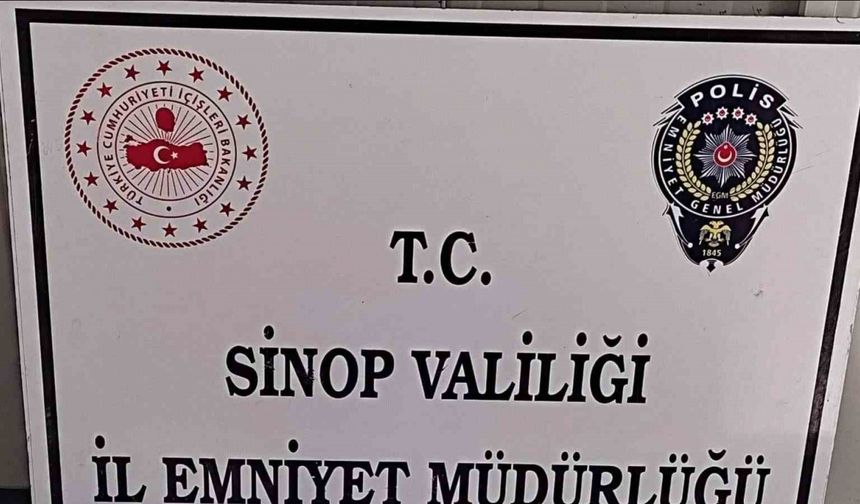 TÜRKİYE CUMHURİYETİ İÇİŞLERİ BAKANLIĞI
POLİS
EMNİYET GENEL MÜDÜRLÜĞÜ
EGM
1845
T.C.
SİNOP VALİLİĞİ
İL EMNİYET MÜDÜRLÜĞÜ